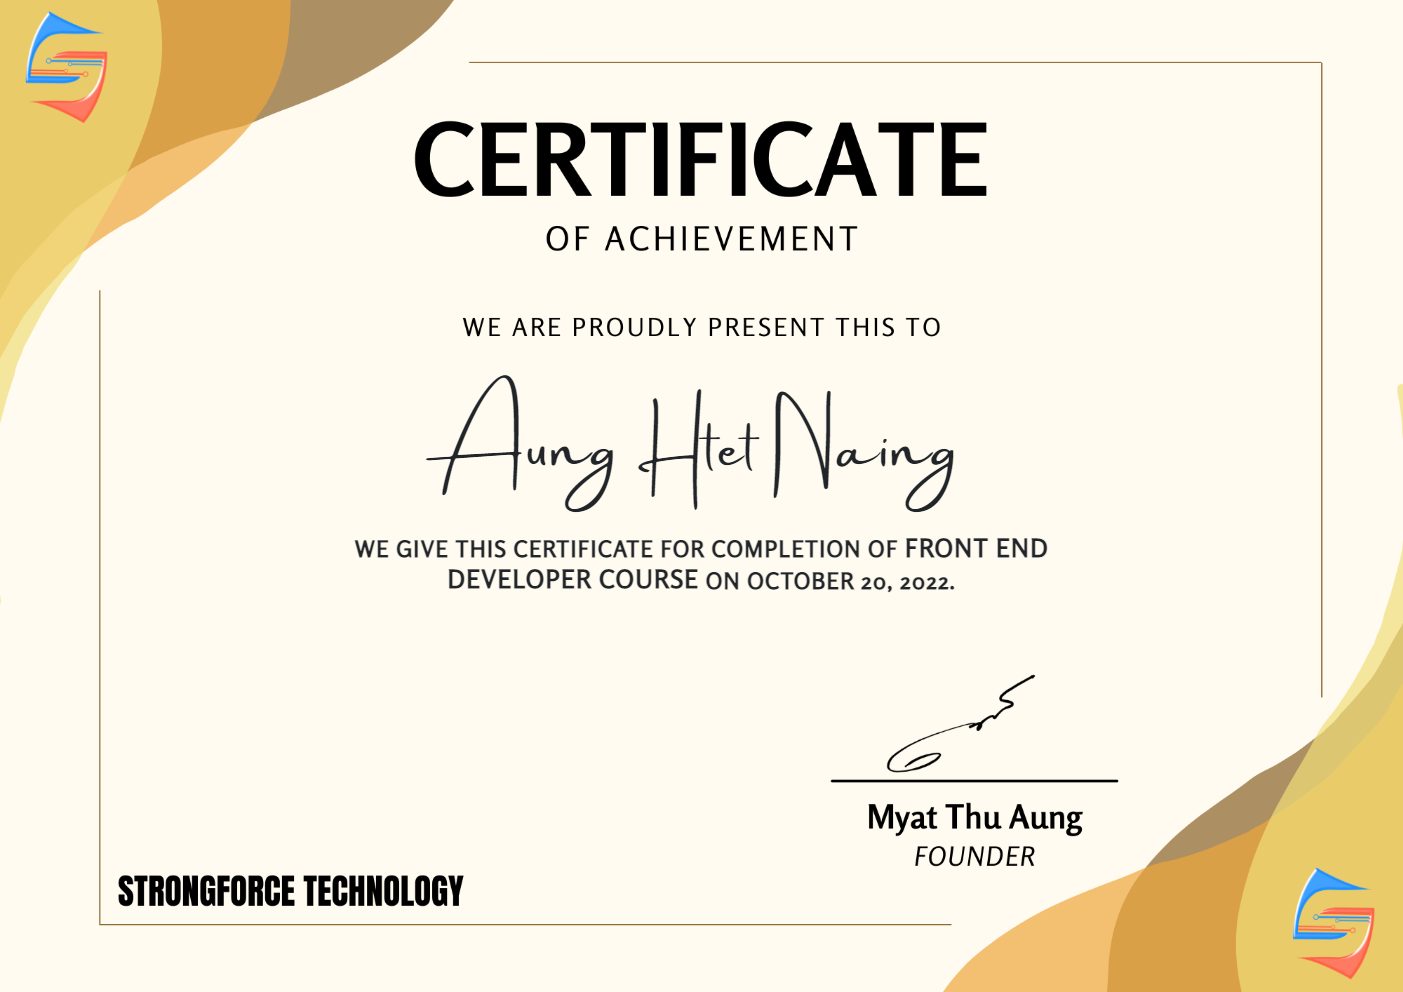 CERTIFICATE
OF ACHIEVEMENT
WE ARE PROUDLY PRESENT THIS TO
Aung Htet Naing
WE GIVE THIS CERTIFICATE FOR COMPLETION OF FRONT END
DEVELOPER COURSE ON OCTOBER 20, 2022.
Myat Thu Aung
FOUNDER
STRONGFORCE TECHNOLOGY